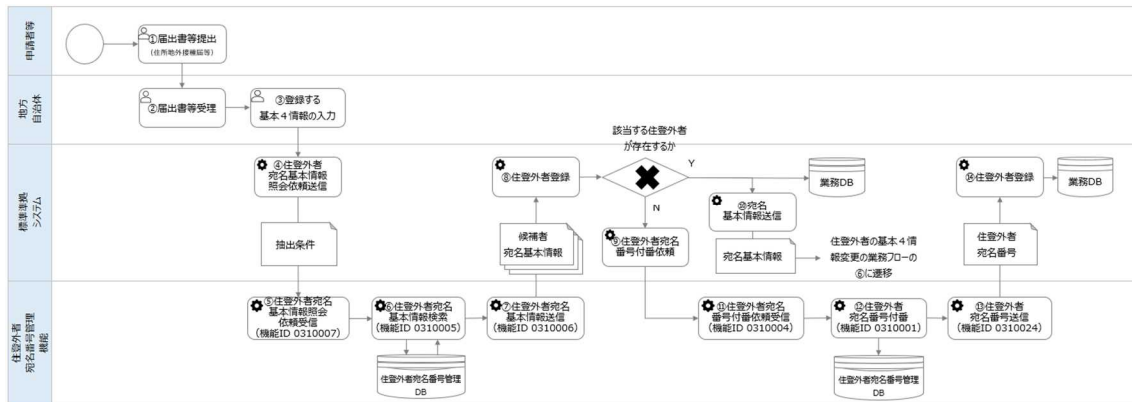 申請者等
①届出書等提出
(住所地外接種届等)
地方
自治体
②届出書等受理
③登録する
基本４情報の入力
標準準拠
システム
④住登外者
宛名基本情報
照会依頼送信
抽出条件
⑧住登外者登録
候補者
宛名基本情報
該当する住登外者
が存在するか
Y
N
業務DB
⑨住登外者宛名
番号付番依頼
⑩宛名
基本情報送信
宛名基本情報
住登外者の基本４情
報変更の業務フローの
⑥に遷移
⑭住登外者登録
業務DB
住登外者
宛名番号
住登外者
宛名番号管理
機能
⑤住登外者宛名
基本情報照会
依頼受信
(機能ID 0310007)
⑥住登外者宛名
基本情報検索
(機能ID 0310005)
住登外者宛名番号管理
DB
⑦住登外者宛名
基本情報送信
(機能ID 0310006)
⑪住登外者宛名
番号付番依頼受信
(機能ID 0310004)
⑫住登外者
宛名番号付番
(機能ID 0310001)
住登外者宛名番号管理
DB
⑬住登外者
宛名番号送信
(機能ID 0310024)